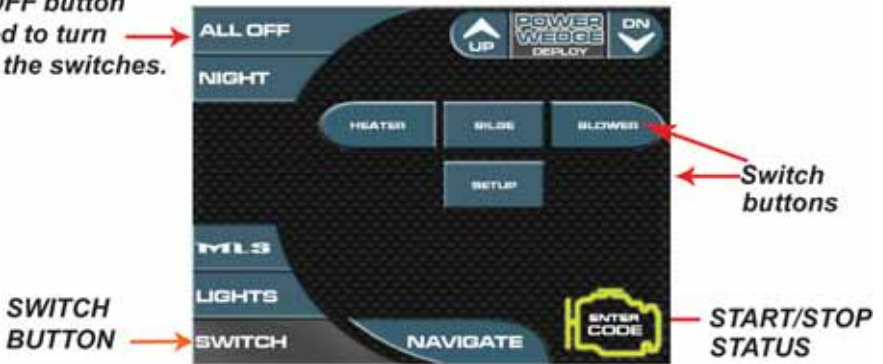 OFF button
ed to turn
the switches.
ALL OFF
NIGHT
UP
POWER
WEDGE
DEPLOY
DN
HEATER
BILGE
BLOWER
SETUP
Switch
buttons
MLS
LIGHTS
SWITCH
SWITCH
BUTTON
NAVIGATE
ENTER
CODE
START/STOP
STATUS